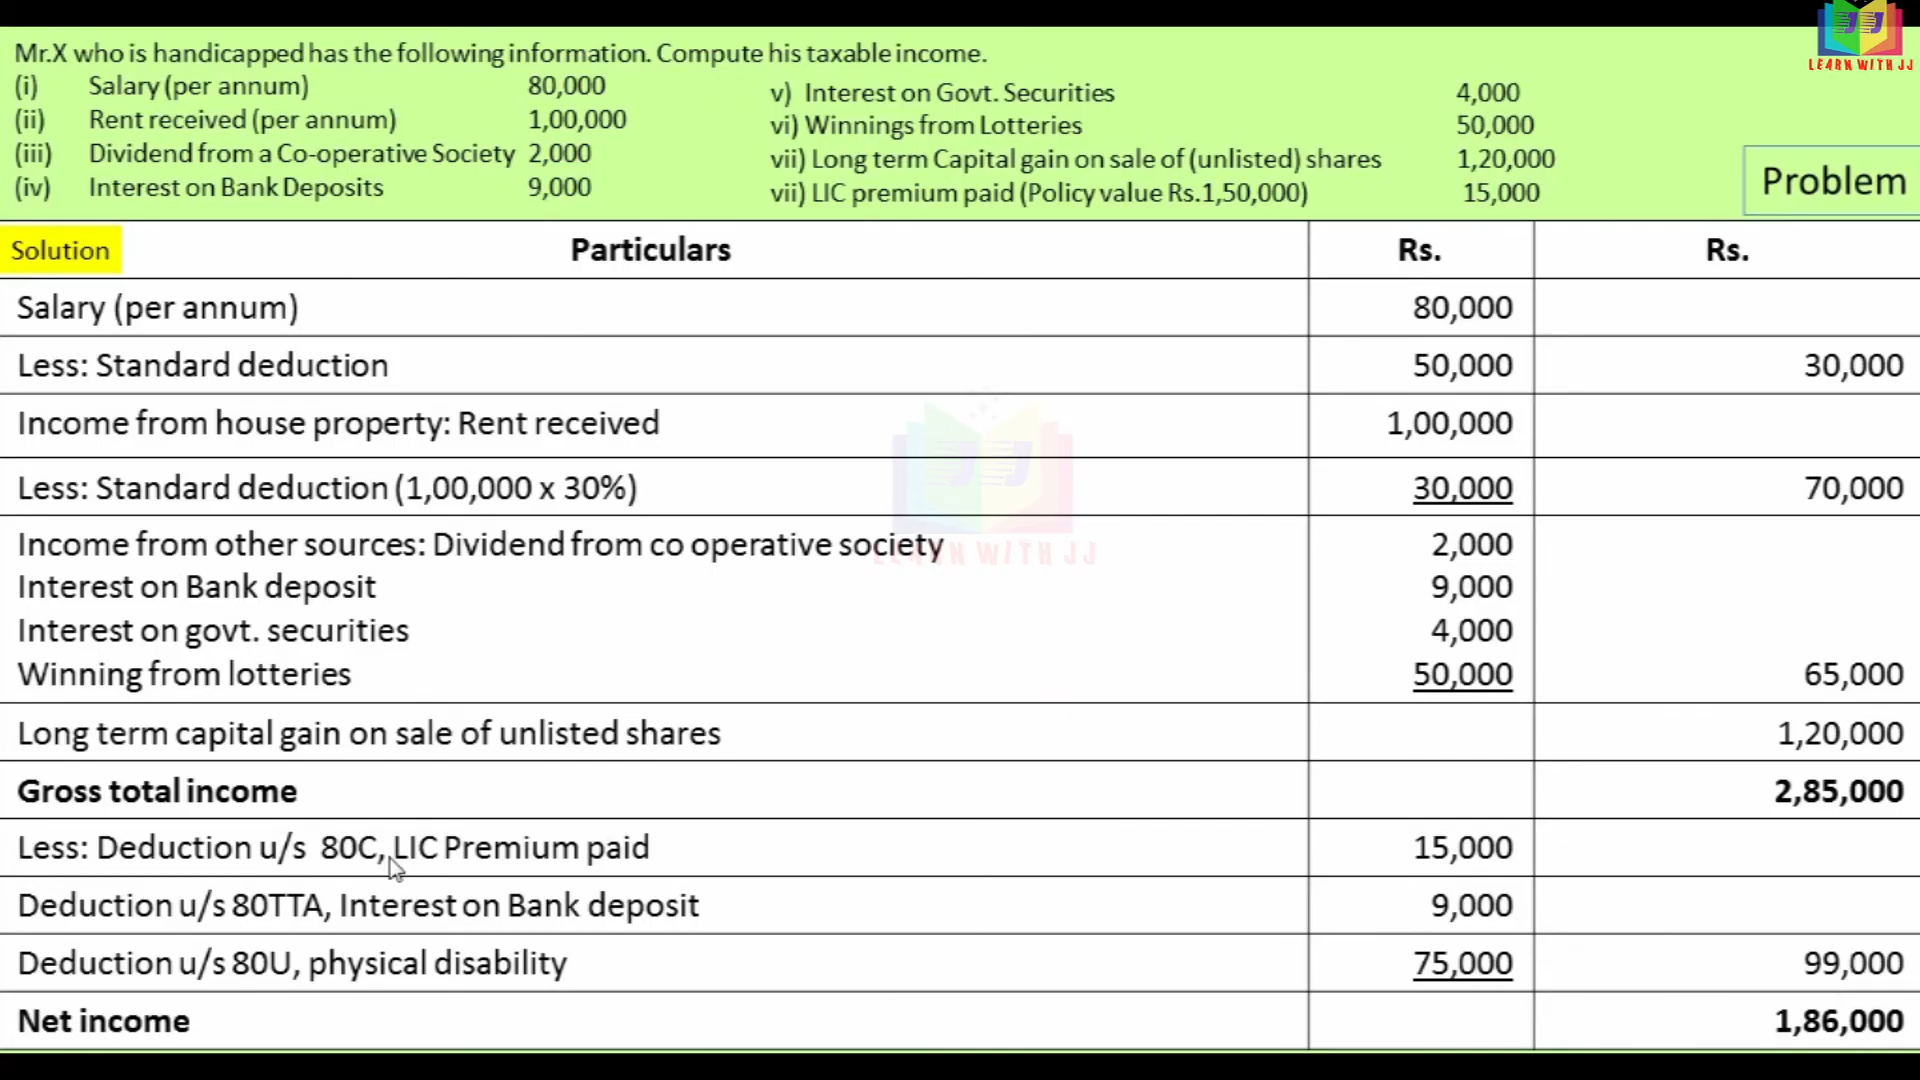 LEARN WITH JJ
Mr.X who is handicapped has the following information. Compute his taxable income.
(i) Salary (per annum) 80,000
(ii) Rent received (per annum) 1,00,000
(iii) Dividend from a Co-operative Society 2,000
(iv) Interest on Bank Deposits 9,000
v) Interest on Govt. Securities 4,000
vi) Winnings from Lotteries 50,000
vii) Long term Capital gain on sale of (unlisted) shares 1,20,000
vii) LIC premium paid (Policy value Rs.1,50,000) 15,000
Problem
Solution Particulars Rs. Rs.
Salary (per annum) 80,000
Less: Standard deduction 50,000 30,000
Income from house property: Rent received 1,00,000
Less: Standard deduction (1,00,000 x 30%) 30,000 70,000
Income from other sources: Dividend from co operative society 2,000
LEARN WITH JJ
Interest on Bank deposit 9,000
Interest on govt. securities 4,000
Winning from lotteries 50,000 65,000
Long term capital gain on sale of unlisted shares 1,20,000
Gross total income 2,85,000
Less: Deduction u/s 80C, LIC Premium paid 15,000
Deduction u/s 80TTA, Interest on Bank deposit 9,000
Deduction u/s 80U, physical disability 75,000 99,000
Net income 1,86,000